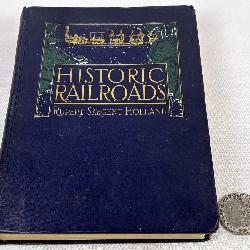 HISTORIC
RAILROADS
RUPERT SARGENT HOLLAND